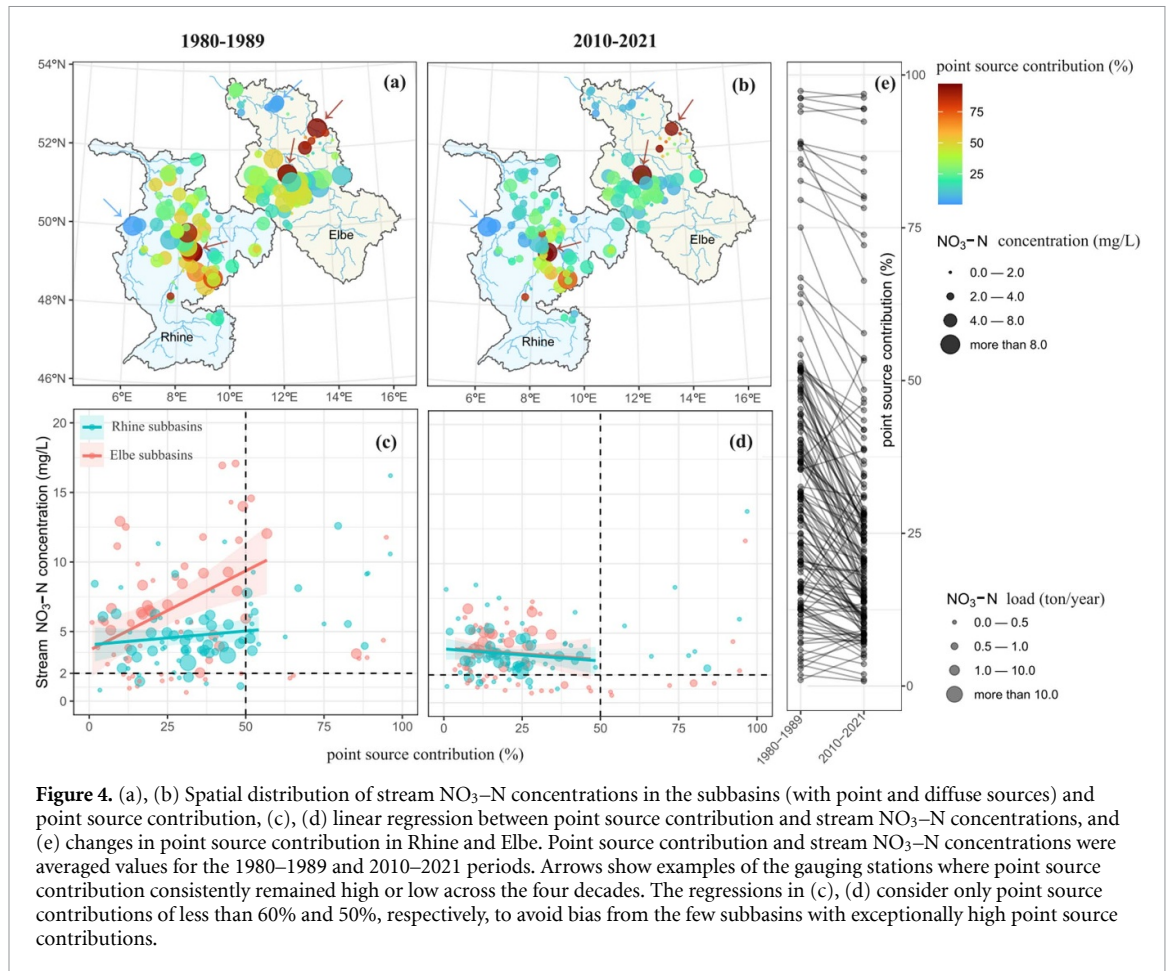 1980-1989
2010-2021
54°N
52°N
50°N
48°N
46°N
(a)
Elbe
Rhine
6°E 8°E 10°E 12°E 14°E 16°E
(b)
Elbe
Rhine
6°E 8°E 10°E 12°E 14°E 16°E
(e)
100
75
50
25
0
point source contribution (%)
1980−1989
2010−2021
point source contribution (%)
75
50
25
NO₃−N concentration (mg/L)
0.0 — 2.0
2.0 — 4.0
4.0 — 8.0
more than 8.0
NO₃−N load (ton/year)
0.0 — 0.5
0.5 — 1.0
1.0 — 10.0
more than 10.0
Stream NO₃−N concentration (mg/L)
20
15
10
5
2
0
Rhine subbasins
Elbe subbasins
(c)
0 25 50 75 100
(d)
0 25 50 75 100
point source contribution (%)
Figure 4. (a), (b) Spatial distribution of stream NO₃–N concentrations in the subbasins (with point and diffuse sources) and
point source contribution, (c), (d) linear regression between point source contribution and stream NO₃–N concentrations, and
(e) changes in point source contribution in Rhine and Elbe. Point source contribution and stream NO₃–N concentrations were
averaged values for the 1980–1989 and 2010–2021 periods. Arrows show examples of the gauging stations where point source
contribution consistently remained high or low across the four decades. The regressions in (c), (d) consider only point source
contributions of less than 60% and 50%, respectively, to avoid bias from the few subbasins with exceptionally high point source
contributions.